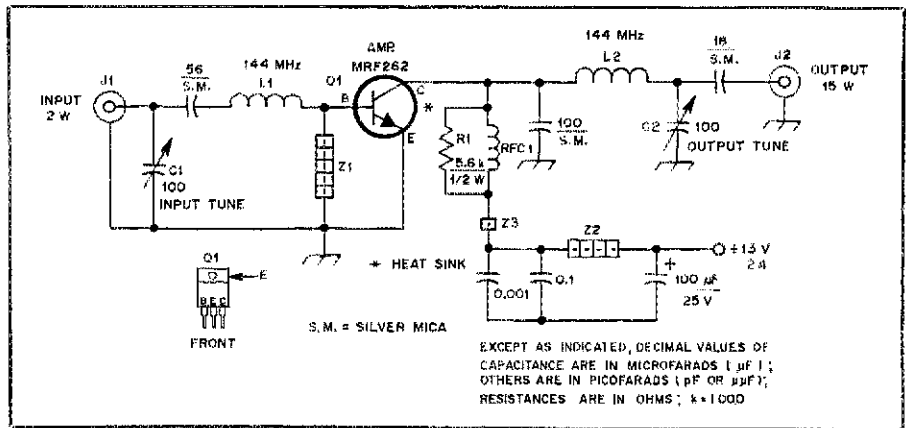 J1
INPUT
2 W
C1
100
INPUT TUNE
56
S.M.
144 MHz
L1
Z1
AMP.
MRF262
Q1
B
C
E
*
R1
5.6 k
1/2 W
RFC1
100
S.M.
144 MHz
L2
C2
100
OUTPUT TUNE
18
S.M.
J2
OUTPUT
15 W
Z3
Z2
0.001
0.1
+
100 µF
25 V
+13 V
2A
Q1
E
B E C
FRONT
* HEAT SINK
S.M. = SILVER MICA
EXCEPT AS INDICATED, DECIMAL VALUES OF
CAPACITANCE ARE IN MICROFARADS ( µF ) ;
OTHERS ARE IN PICOFARADS ( pF OR µµF);
RESISTANCES ARE IN OHMS ; k = 1000